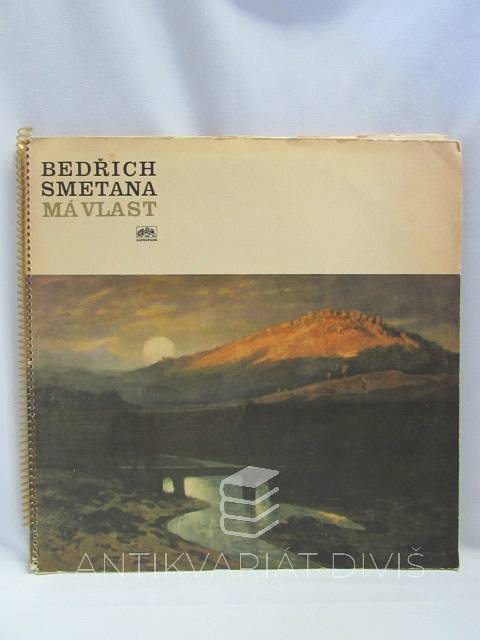 BEDŘICH
SMETANA
MÁ VLAST
SUPRAPHON
ANTIKVARIÁT DIVIŠ